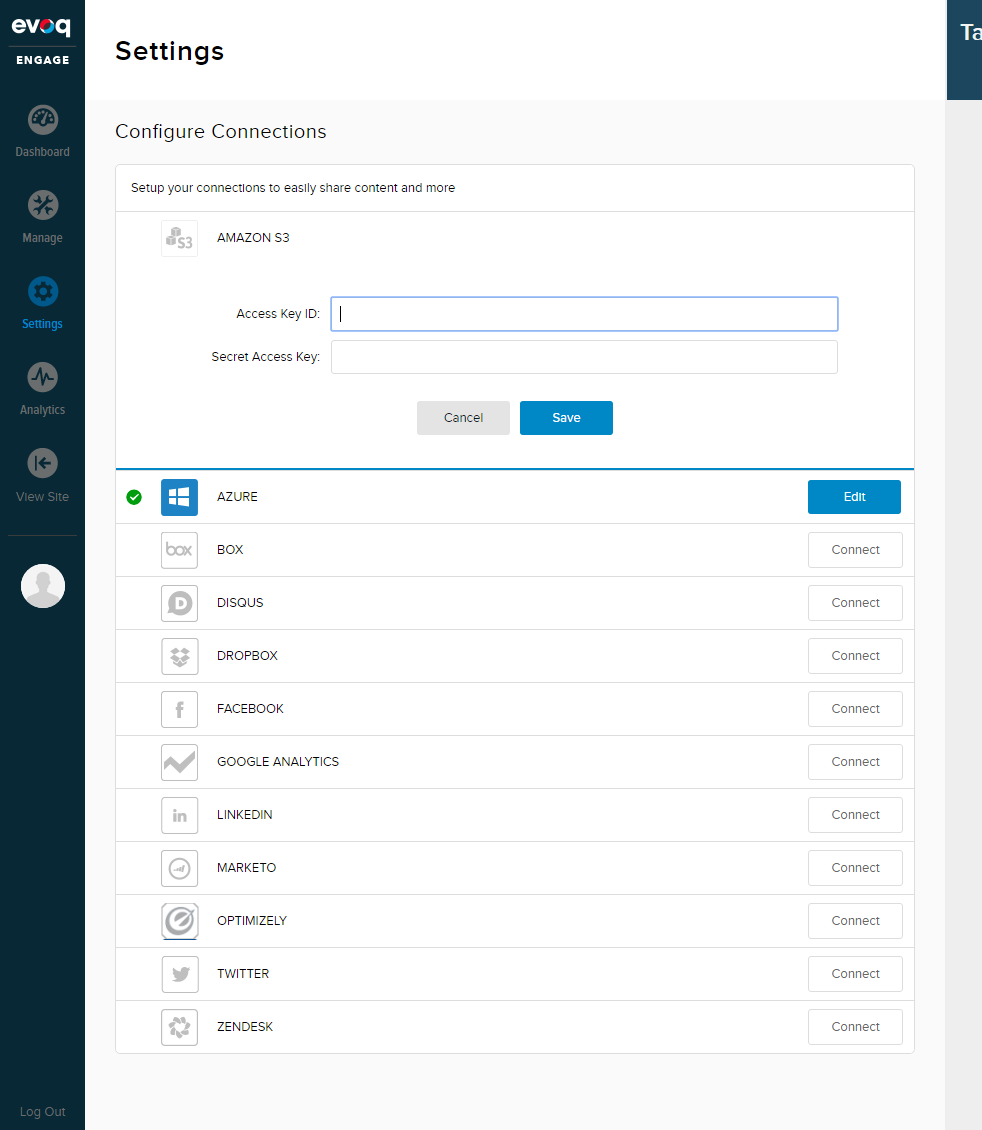 evoq
ENGAGE
Dashboard
Manage
Settings
Analytics
View Site
Log Out
Settings
Ta
Configure Connections
Setup your connections to easily share content and more
S3 AMAZON S3
Access Key ID:
Secret Access Key:
Cancel Save
AZURE Edit
box BOX Connect
D DISQUS Connect
DROPBOX Connect
f FACEBOOK Connect
GOOGLE ANALYTICS Connect
in LINKEDIN Connect
MARKETO Connect
OPTIMIZELY Connect
TWITTER Connect
ZENDESK Connect